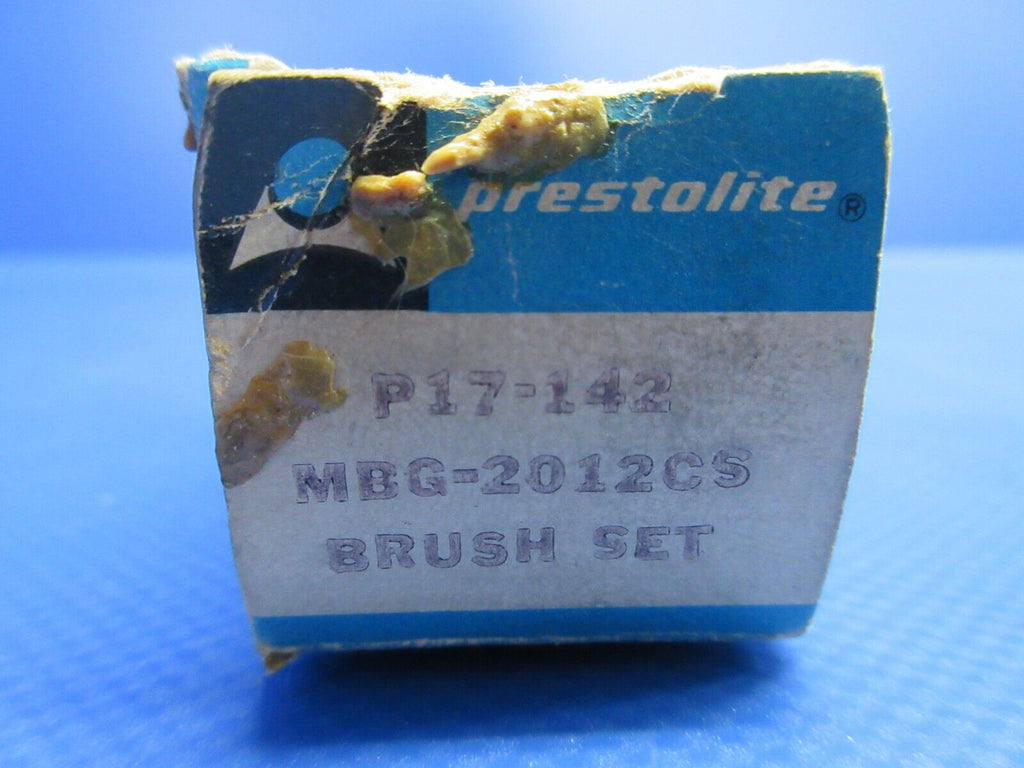 prestolite®
P17-142
MBG-2012CS
BRUSH SET